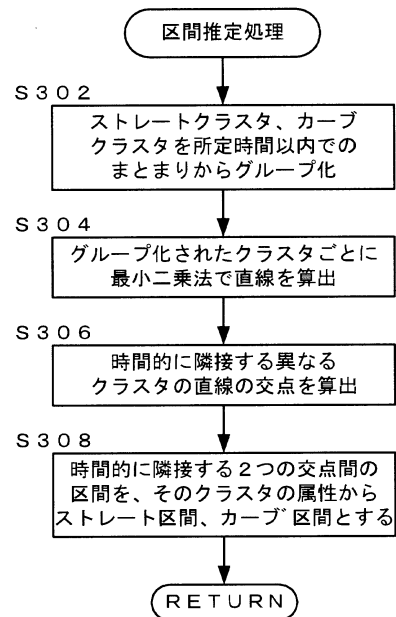 区間推定処理
S302
ストレートクラスタ、カーブ
クラスタを所定時間以内での
まとまりからグループ化
S304
グループ化されたクラスタごとに
最小二乗法で直線を算出
S306
時間的に隣接する異なる
クラスタの直線の交点を算出
S308
時間的に隣接する2つの交点間の
区間を、そのクラスタの属性から
ストレート区間、カーブ区間とする
RETURN